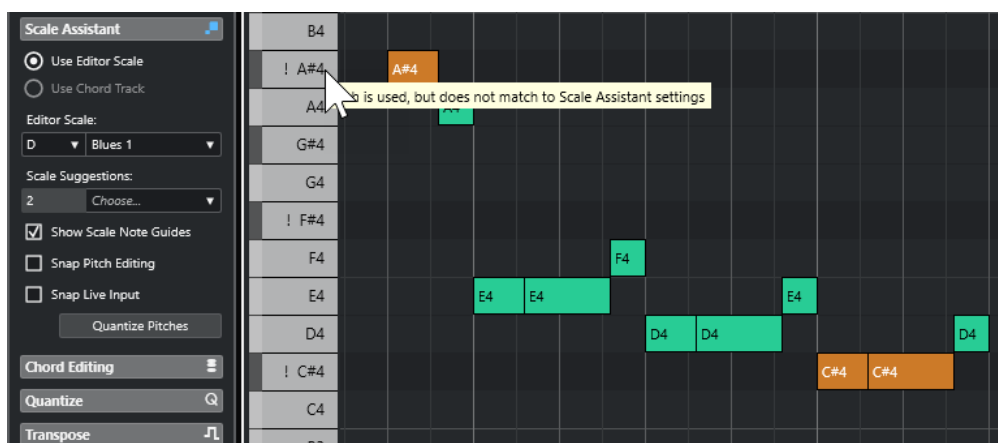 Scale Assistant
Use Editor Scale
Use Chord Track
Editor Scale:
D Blues 1
Scale Suggestions:
2 Choose...
Show Scale Note Guides
Snap Pitch Editing
Snap Live Input
Quantize Pitches
Chord Editing
Quantize
Transpose
B4
! A#4 A#4
is used, but does not match to Scale Assistant settings
A4 A4
G#4
G4
! F#4
F4 F4
E4 E4 E4 E4
D4 D4 D4 D4
! C#4 C#4 C#4
C4